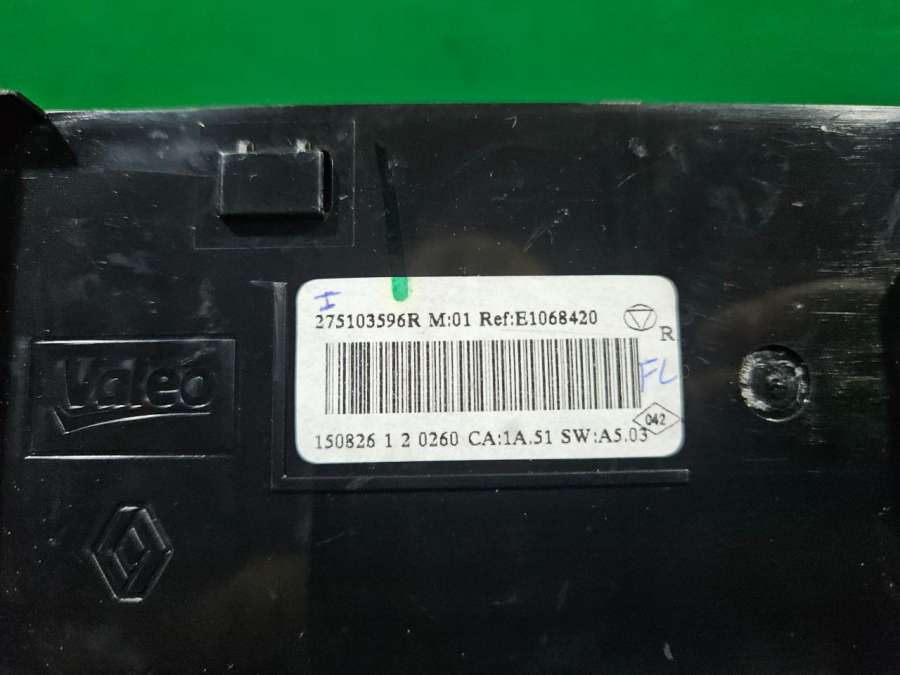 I
275103596R M:01 Ref:E1068420
R
FL
042
150826 1 2 0260 CA:1A.51 SW:A5.03
Valeo